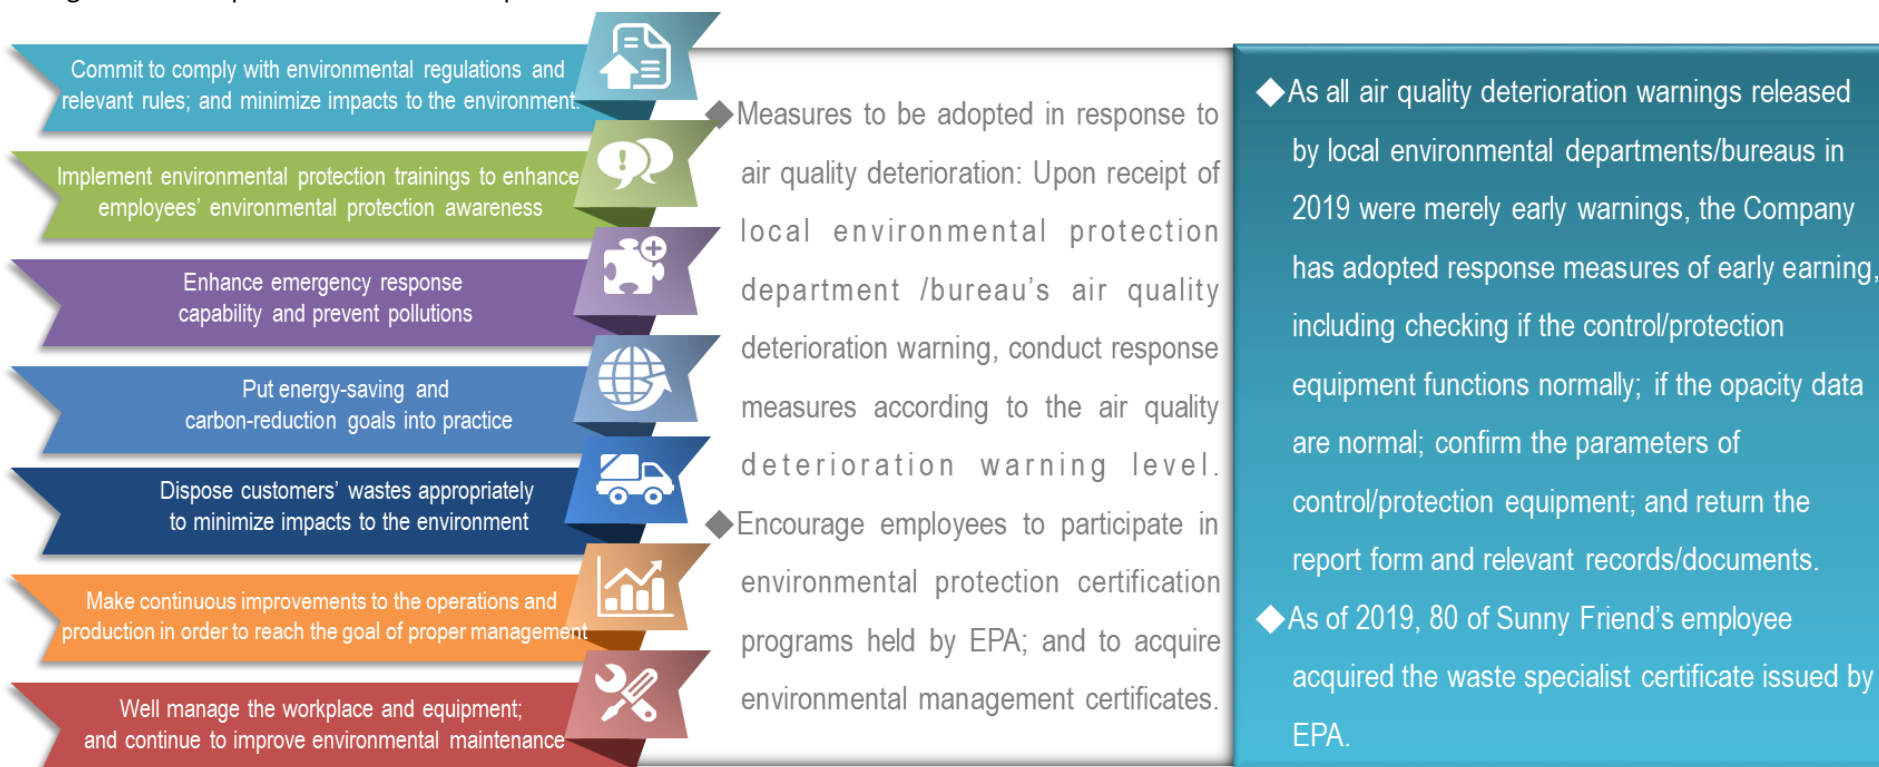 Commit to comply with environmental regulations and
relevant rules; and minimize impacts to the environment.
Implement environmental protection trainings to enhance
employees’ environmental protection awareness
Enhance emergency response
capability and prevent pollutions
Put energy-saving and
carbon-reduction goals into practice
Dispose customers’ wastes appropriately
to minimize impacts to the environment
Make continuous improvements to the operations and
production in order to reach the goal of proper management
Well manage the workplace and equipment;
and continue to improve environmental maintenance
◆Measures to be adopted in response to
air quality deterioration: Upon receipt of
local environmental protection
department /bureau’s air quality
deterioration warning, conduct response
measures according to the air quality
deterioration warning level.
◆Encourage employees to participate in
environmental protection certification
programs held by EPA; and to acquire
environmental management certificates.
◆As all air quality deterioration warnings released
by local environmental departments/bureaus in
2019 were merely early warnings, the Company
has adopted response measures of early earning,
including checking if the control/protection
equipment functions normally; if the opacity data
are normal; confirm the parameters of
control/protection equipment; and return the
report form and relevant records/documents.
◆As of 2019, 80 of Sunny Friend’s employee
acquired the waste specialist certificate issued by
EPA.